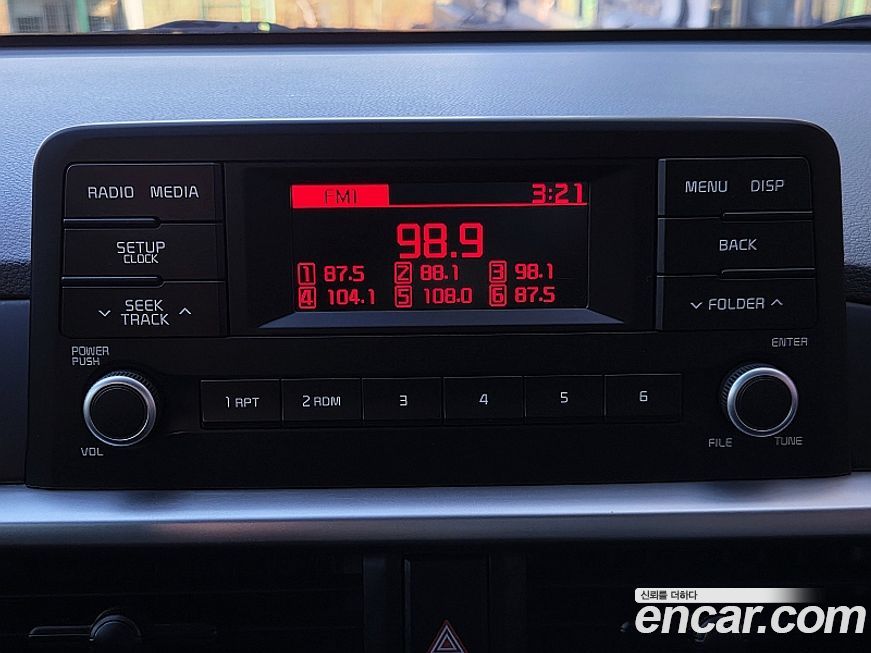 RADIO MEDIA
SETUP
CLOCK
SEEK
TRACK
FM1 3:21
98.9
1 87.5 2 88.1 3 98.1
4 104.1 5 108.0 6 87.5
MENU DISP
BACK
FOLDER
POWER
PUSH
VOL
1 RPT 2 RDM 3 4 5 6
ENTER
FILE TUNE
신뢰를 더하다
encar.com